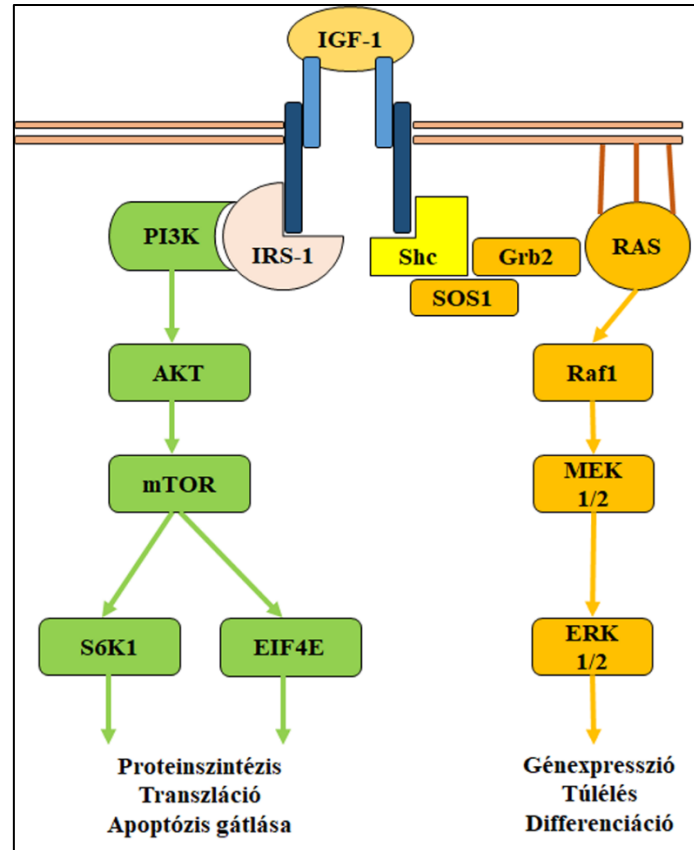 IGF-1
PI3K
IRS-1
Shc
Grb2
RAS
SOS1
AKT
Raf1
mTOR
MEK
1/2
S6K1
EIF4E
ERK
1/2
Proteinszintézis
Transzláció
Apoptózis gátlása
Génexpresszió
Túlélés
Differenciáció